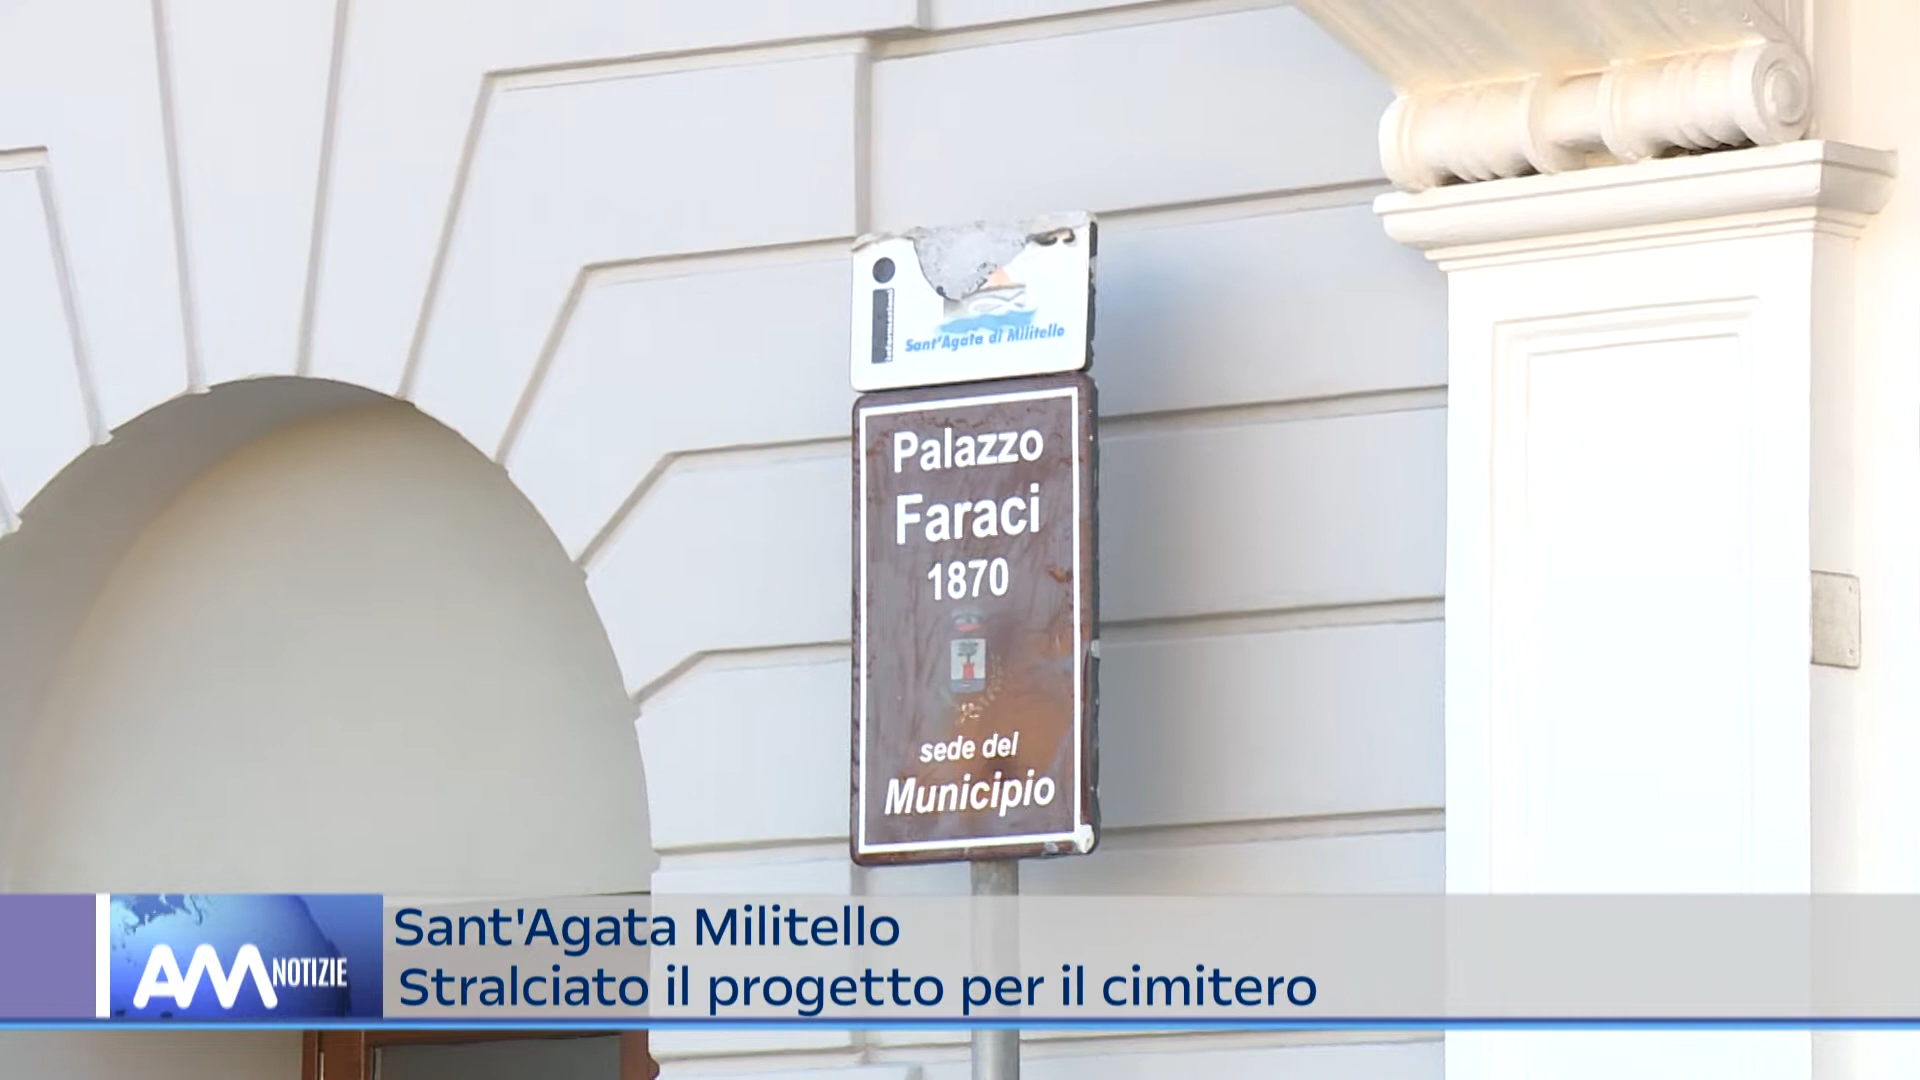 informazioni
Sant'Agata di Militello
Palazzo
Faraci
1870
sede del
Municipio
Sant'Agata Militello
AM NOTIZIE
Stralciato il progetto per il cimitero